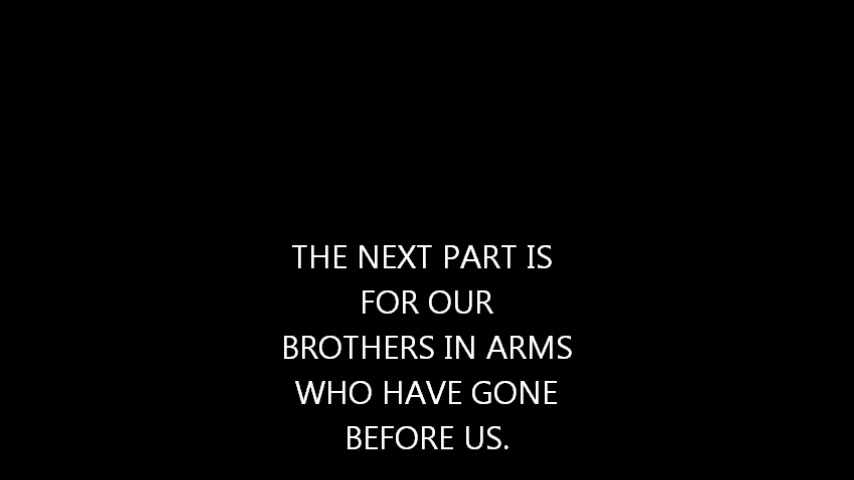 THE NEXT PART IS
FOR OUR
BROTHERS IN ARMS
WHO HAVE GONE
BEFORE US.